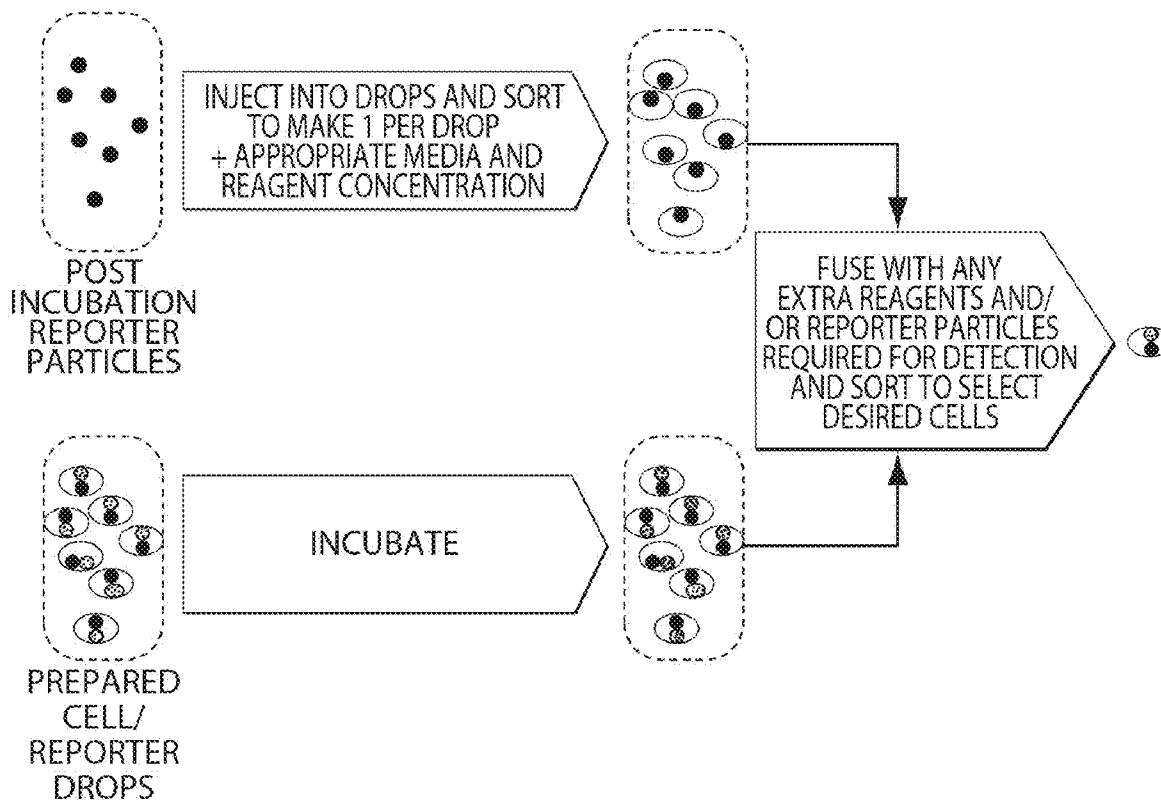 INJECT INTO DROPS AND SORT
TO MAKE 1 PER DROP
+ APPROPRIATE MEDIA AND
REAGENT CONCENTRATION
POST
INCUBATION
REPORTER
PARTICLES
FUSE WITH ANY
EXTRA REAGENTS AND/
OR REPORTER PARTICLES
REQUIRED FOR DETECTION
AND SORT TO SELECT
DESIRED CELLS
INCUBATE
PREPARED
CELL/
REPORTER
DROPS